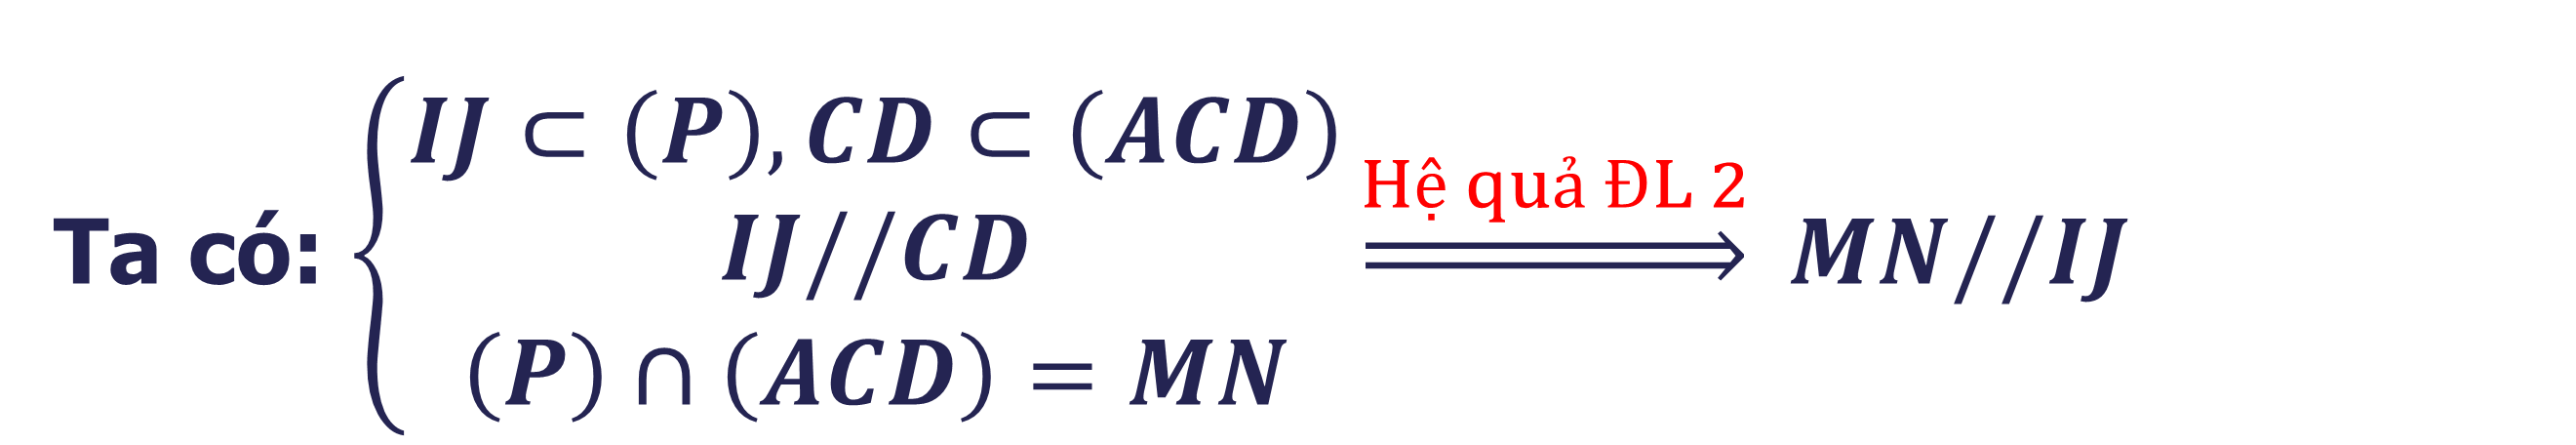 IJ ⊂ (P), CD ⊂ (ACD)
Hệ quả ĐL 2
Ta có: { IJ//CD ⟹ MN//IJ
(P) ∩ (ACD) = MN